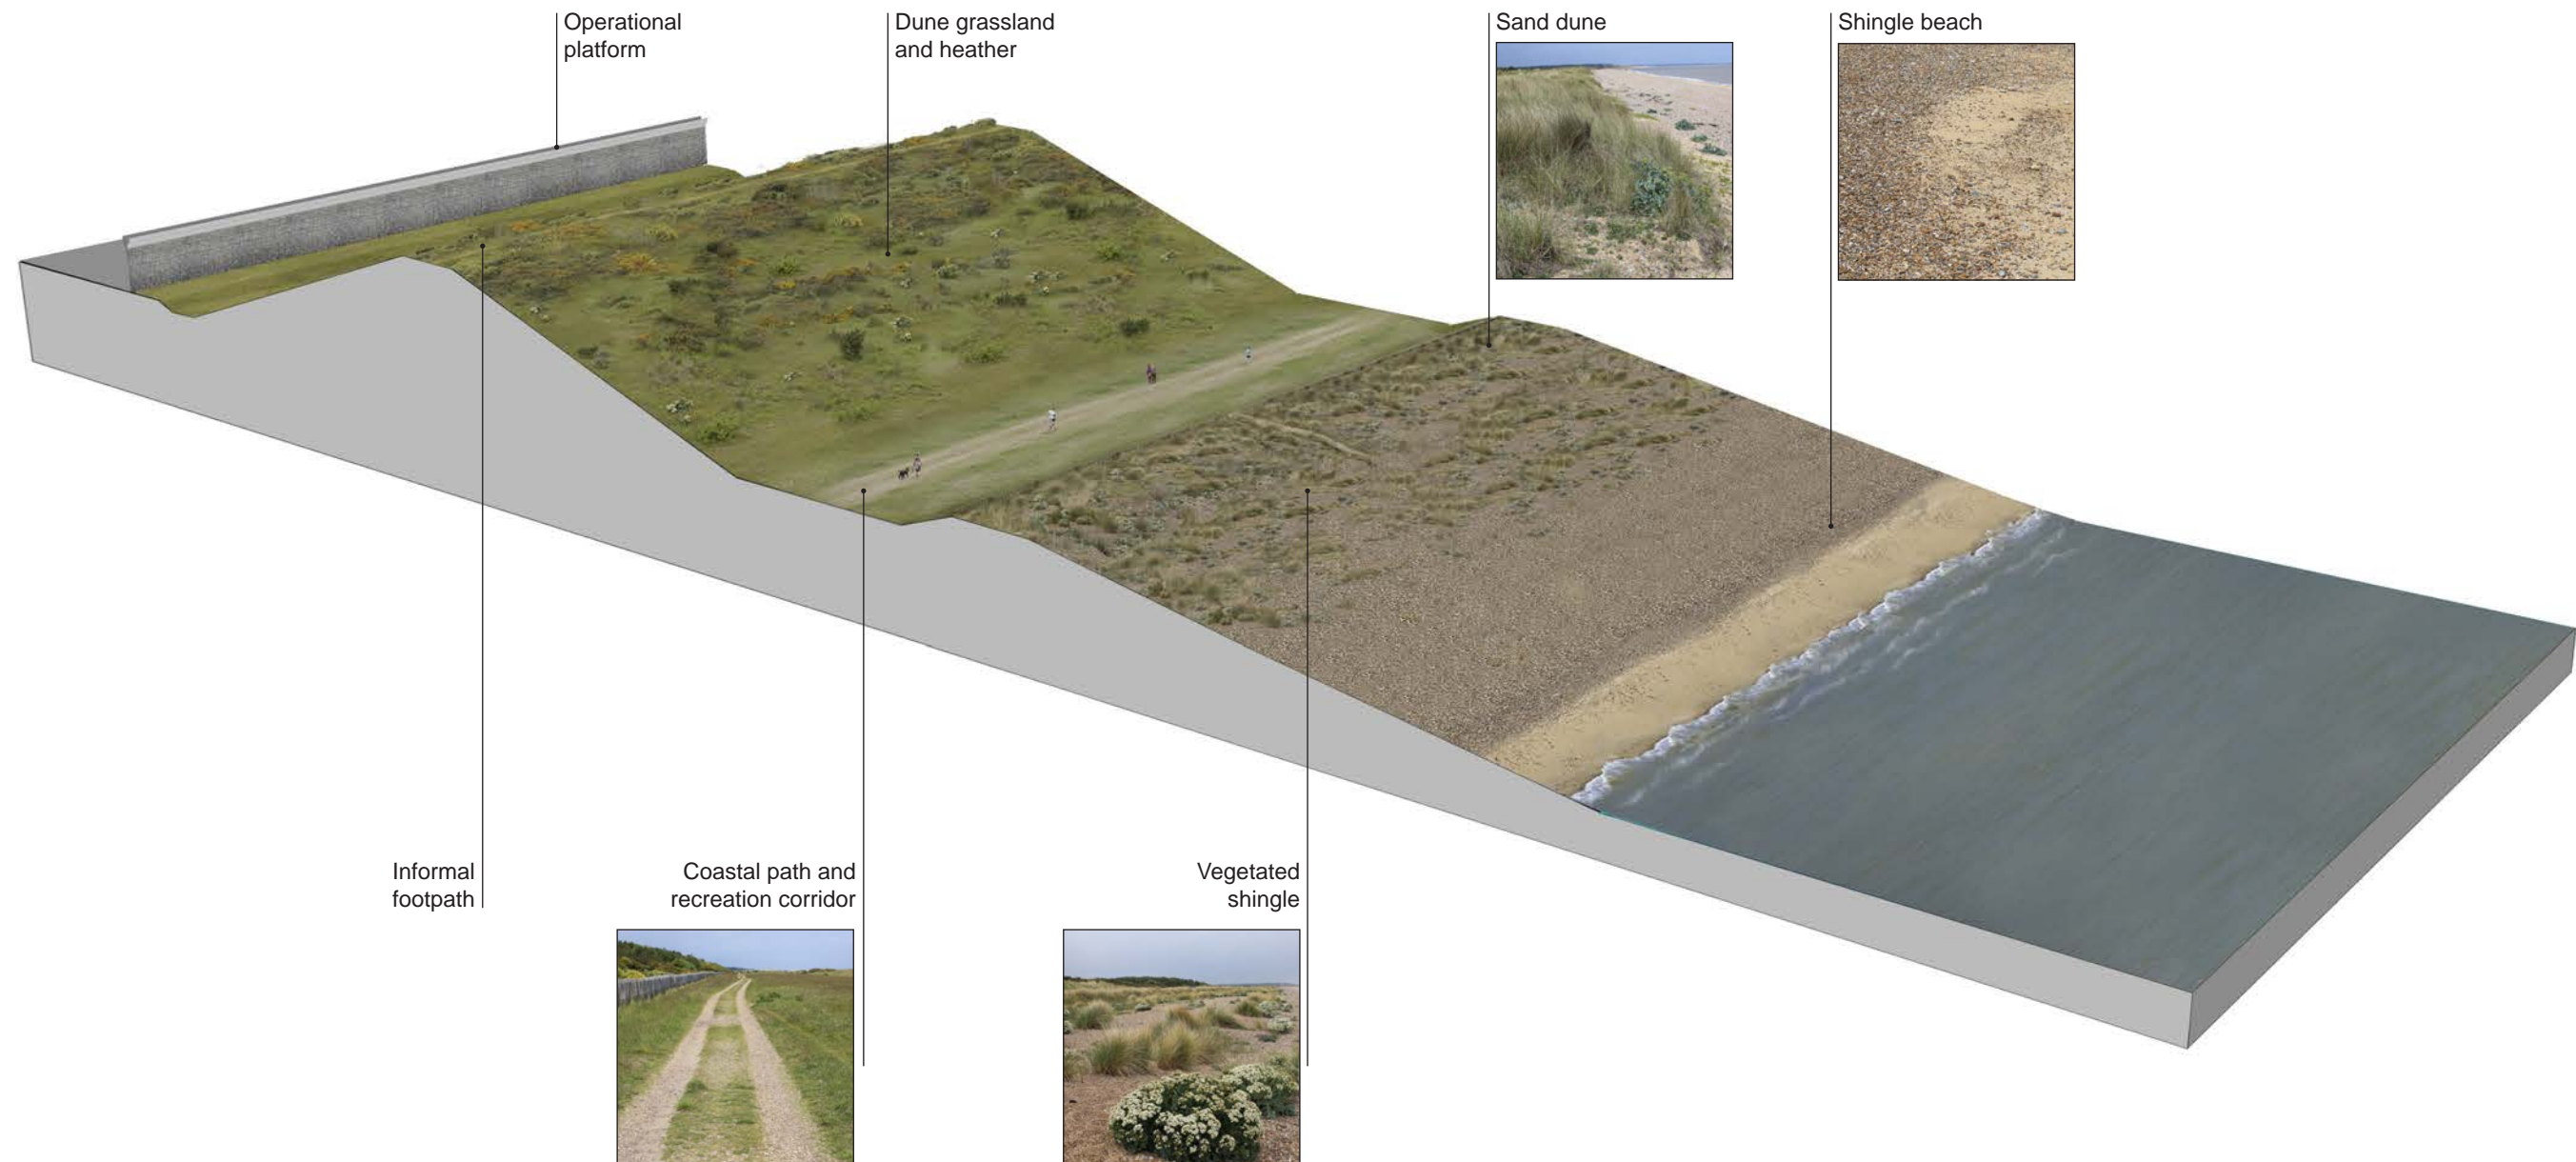 Operational
platform
Dune grassland
and heather
Sand dune
Shingle beach
Informal
footpath
Coastal path and
recreation corridor
Vegetated
shingle